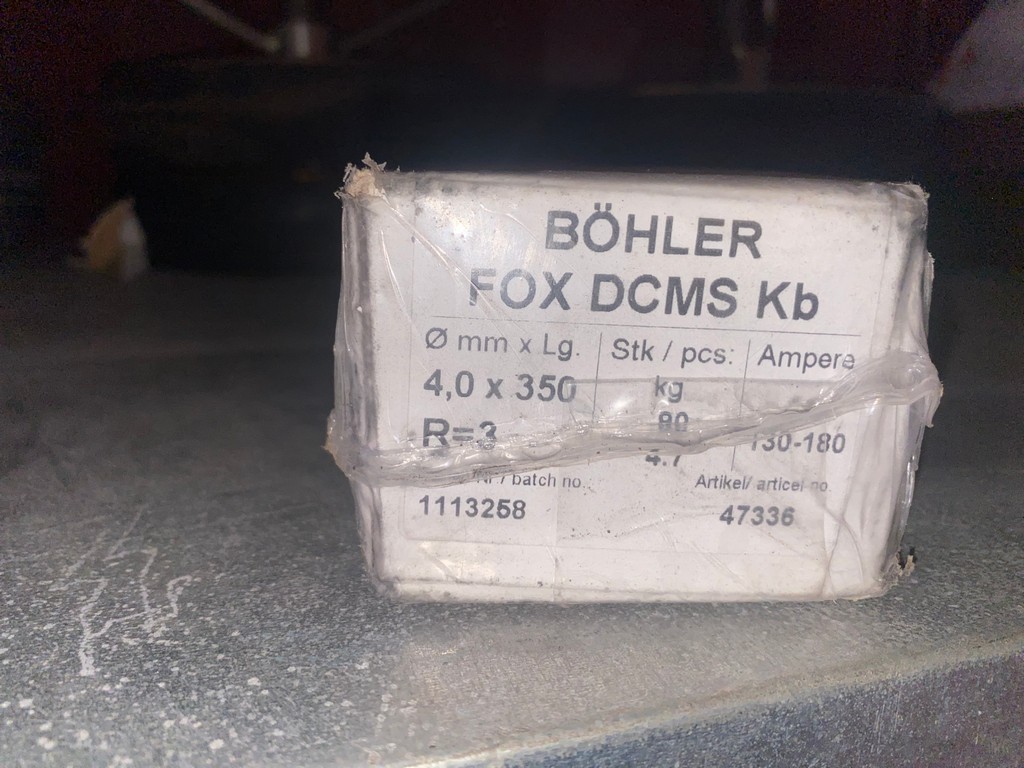 BÖHLER
FOX DCMS Kb
Ø mm x Lg. Stk / pcs: Ampere
4,0 x 350 kg
R=3 80 130-180
4.7
/ batch no. Artikel/ articel no.
1113258 47336